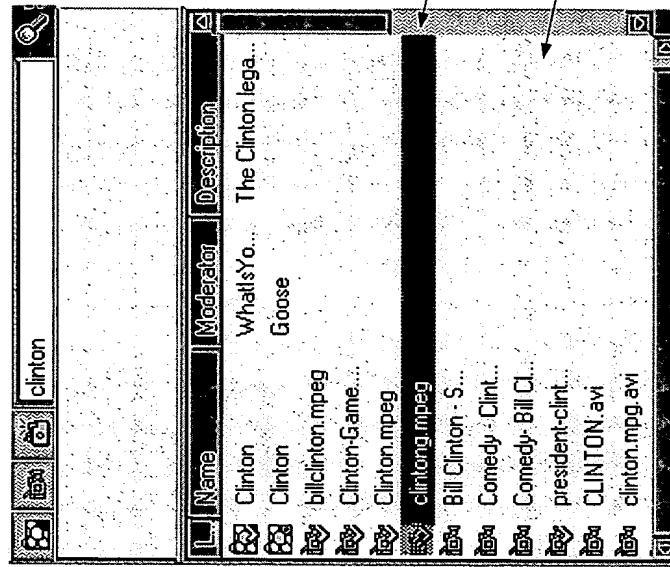 clinton
L... Name Moderator Description
Clinton WhatIsYo... The Clinton lega...
Clinton Goose
billclinton.mpeg
Clinton-Game....
Clinton.mpeg
clintong.mpeg
Bill Clinton - S...
Comedy - Clint...
Comedy- Bill Cl...
president-clint...
CLINTON.avi
clinton.mpg.avi